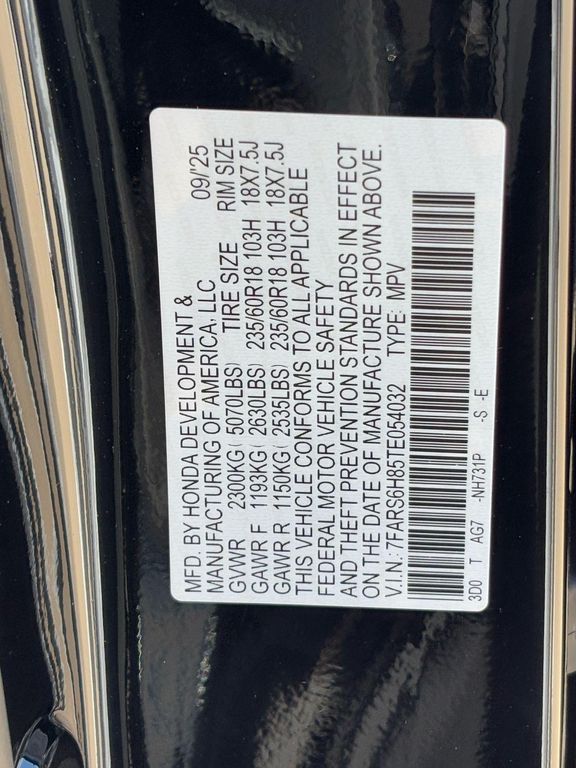 MFD. BY HONDA DEVELOPMENT &
MANUFACTURING OF AMERICA, LLC 09/'25
GVWR 2300KG( 5070LBS) TIRE SIZE RIM SIZE
GAWR F 1193KG( 2630LBS) 235/60R18 103H 18X7.5J
GAWR R 1150KG( 2535LBS) 235/60R18 103H 18X7.5J
THIS VEHICLE CONFORMS TO ALL APPLICABLE
FEDERAL MOTOR VEHICLE SAFETY
AND THEFT PREVENTION STANDARDS IN EFFECT
ON THE DATE OF MANUFACTURE SHOWN ABOVE.
V.I.N.: 7FARS6H85TE054032 TYPE: MPV
3D0 T AG7 -NH731P -S -E